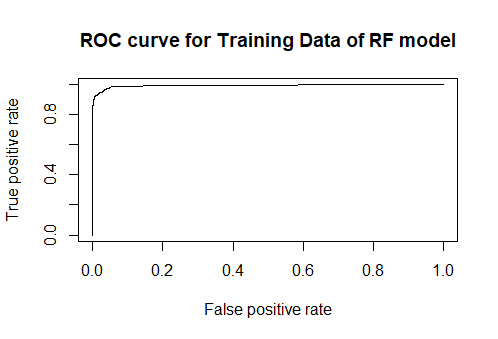 ROC curve for Training Data of RF model
True positive rate
0.8
0.4
0.0
0.0 0.2 0.4 0.6 0.8 1.0
False positive rate